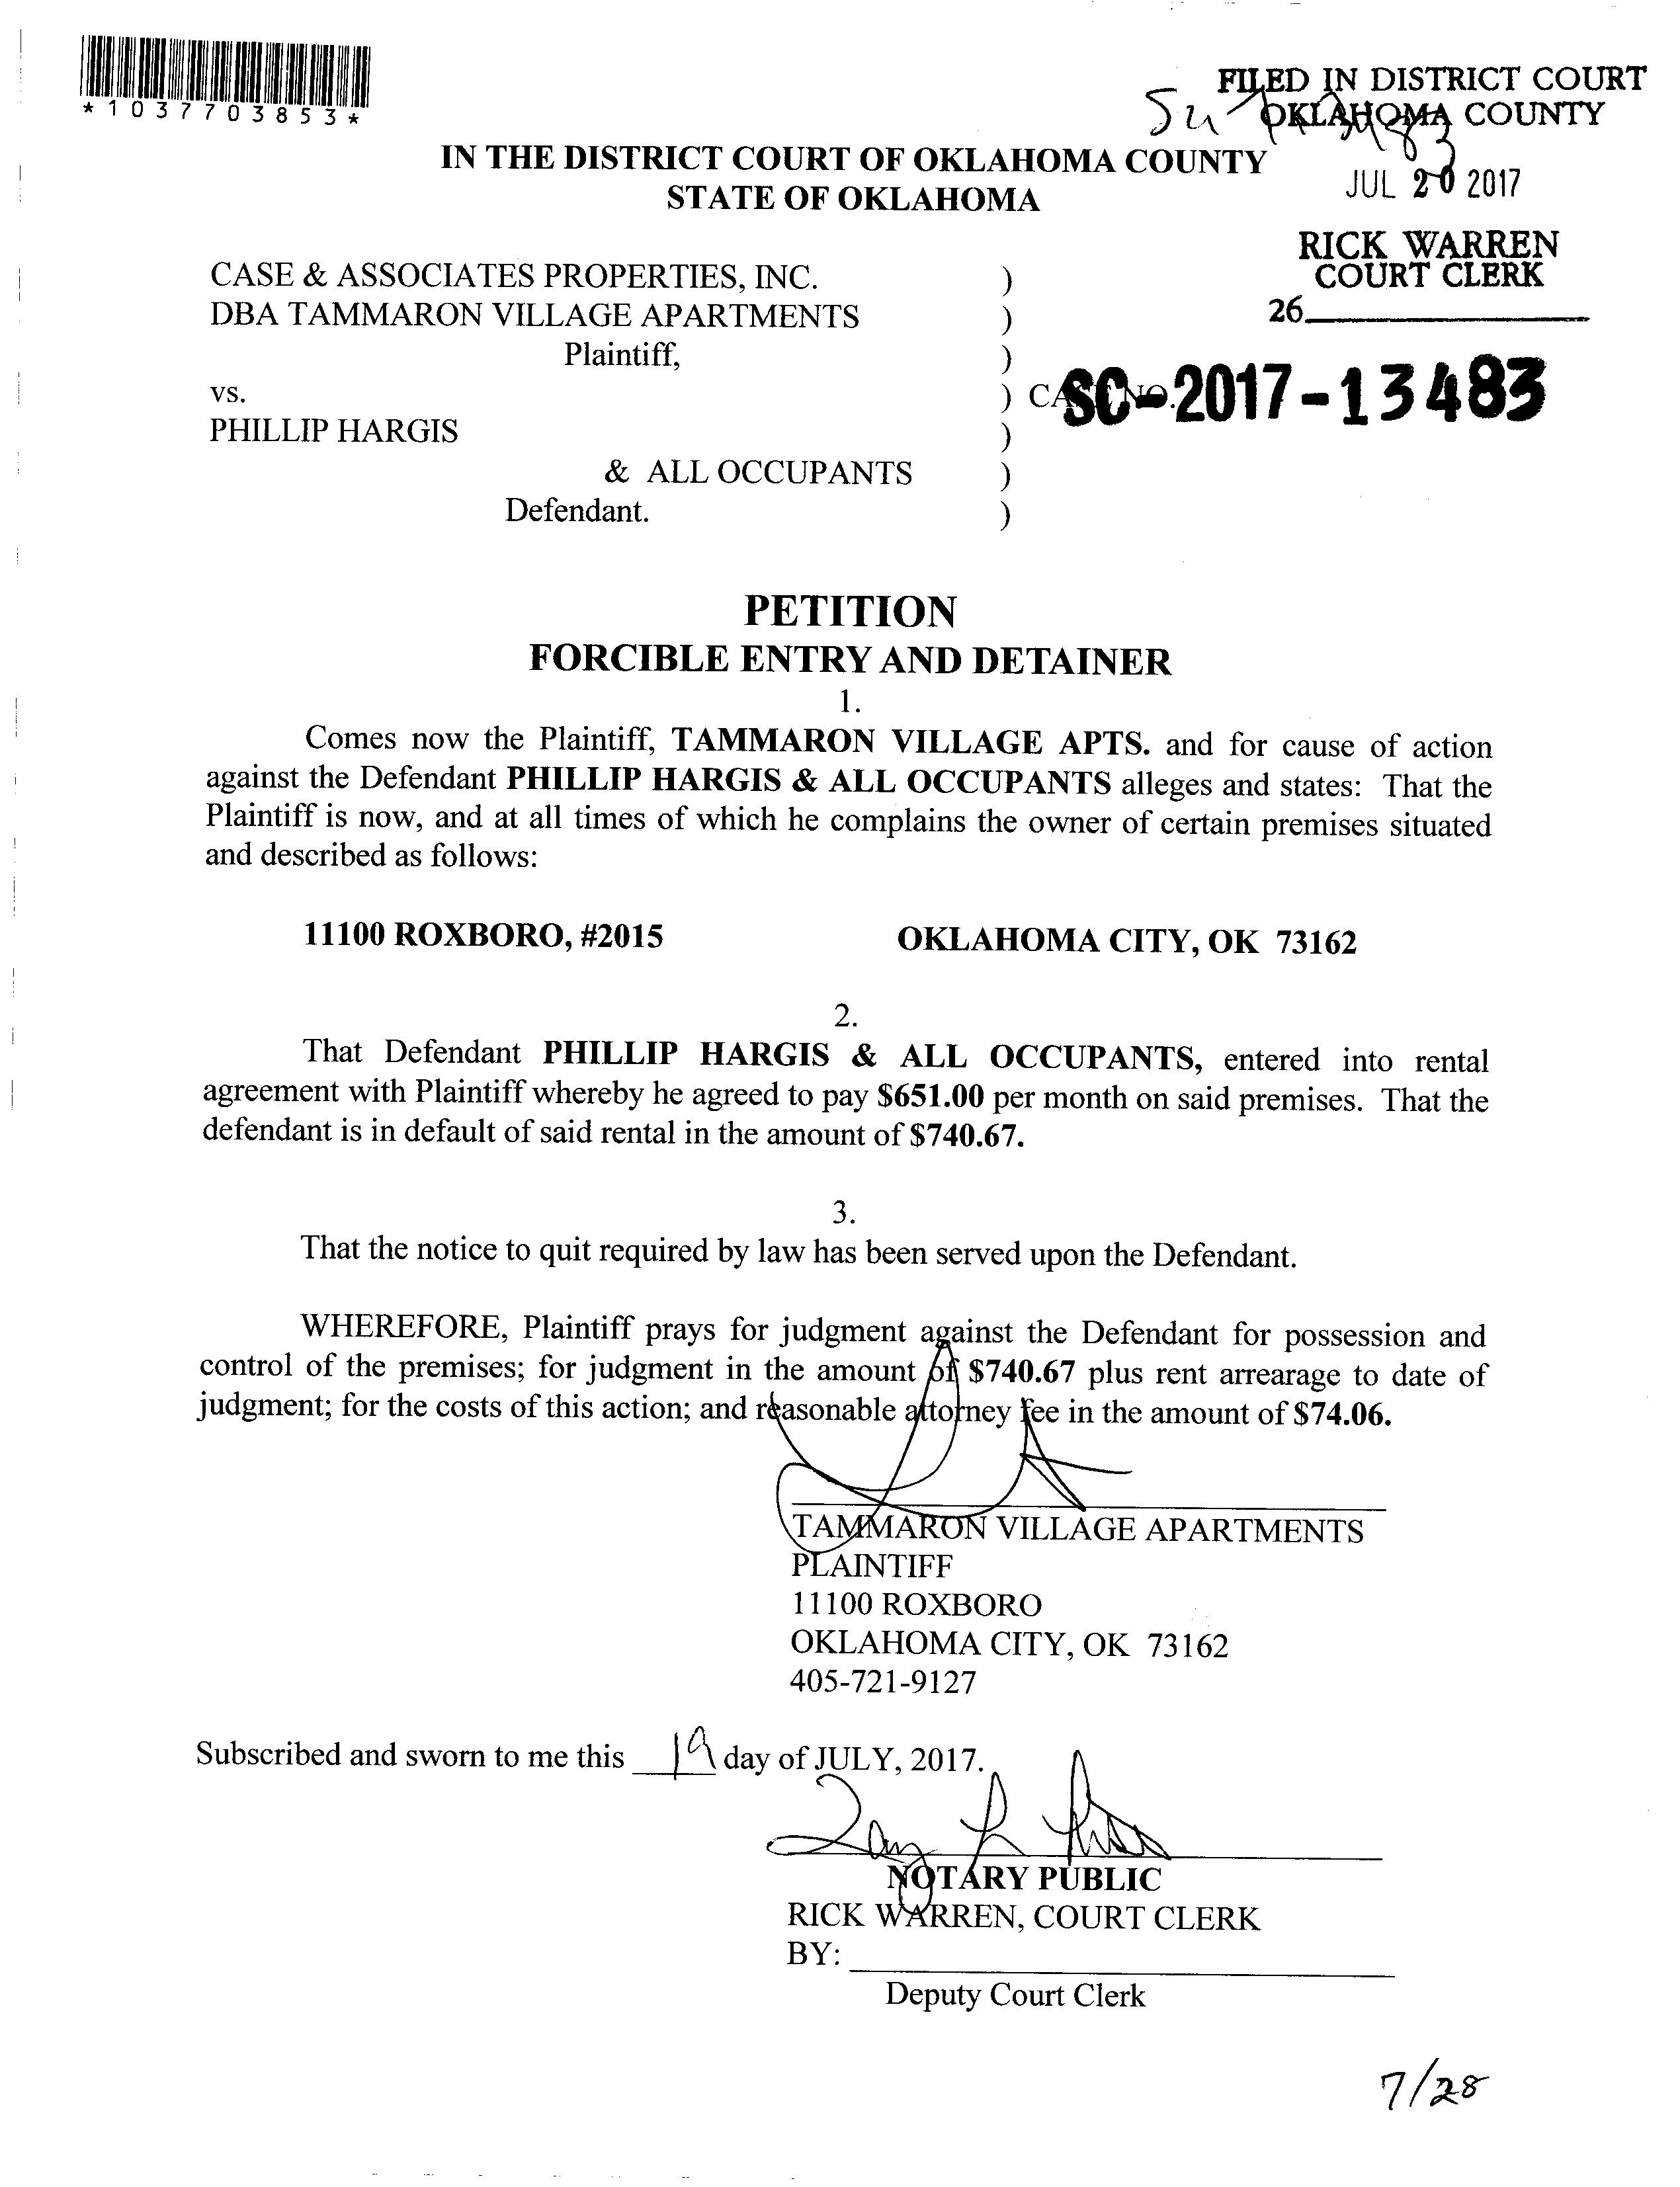 *1037703853*
FILED IN DISTRICT COURT
OKLAHOMA COUNTY
JUL 20 2017
RICK WARREN
COURT CLERK
26
IN THE DISTRICT COURT OF OKLAHOMA COUNTY
STATE OF OKLAHOMA
CASE & ASSOCIATES PROPERTIES, INC. )
DBA TAMMARON VILLAGE APARTMENTS )
Plaintiff, )
vs. ) CASE NO. SC-2017-13483
PHILLIP HARGIS )
& ALL OCCUPANTS )
Defendant. )
PETITION
FORCIBLE ENTRY AND DETAINER
1.
Comes now the Plaintiff, TAMMARON VILLAGE APTS. and for cause of action
against the Defendant PHILLIP HARGIS & ALL OCCUPANTS alleges and states: That the
Plaintiff is now, and at all times of which he complains the owner of certain premises situated
and described as follows:
11100 ROXBORO, #2015 OKLAHOMA CITY, OK 73162
2.
That Defendant PHILLIP HARGIS & ALL OCCUPANTS, entered into rental
agreement with Plaintiff whereby he agreed to pay $651.00 per month on said premises. That the
defendant is in default of said rental in the amount of $740.67.
3.
That the notice to quit required by law has been served upon the Defendant.
WHEREFORE, Plaintiff prays for judgment against the Defendant for possession and
control of the premises; for judgment in the amount of $740.67 plus rent arrearage to date of
judgment; for the costs of this action; and reasonable attorney fee in the amount of $74.06.
TAMMARON VILLAGE APARTMENTS
PLAINTIFF
11100 ROXBORO
OKLAHOMA CITY, OK 73162
405-721-9127
Subscribed and sworn to me this 19 day of JULY, 2017.
NOTARY PUBLIC
RICK WARREN, COURT CLERK
BY:
Deputy Court Clerk
7/28